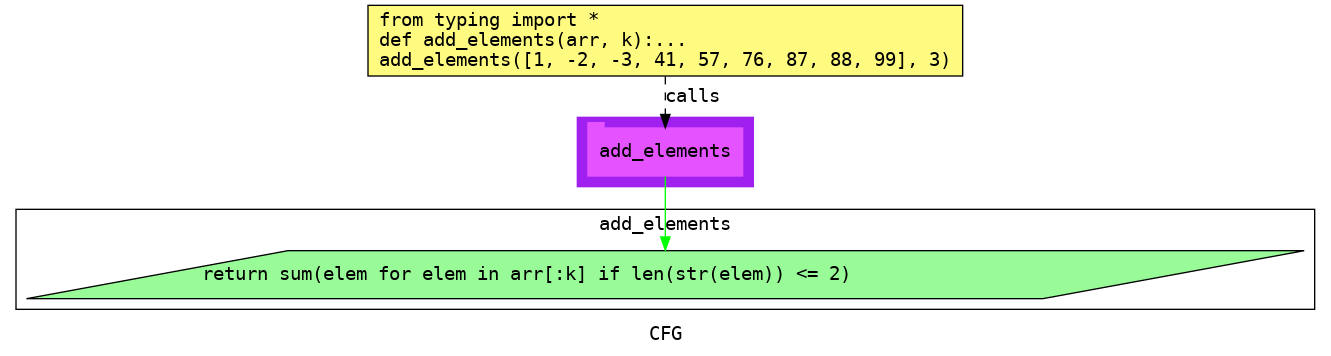 from typing import *
def add_elements(arr, k):...
add_elements([1, -2, -3, 41, 57, 76, 87, 88, 99], 3)
calls
add_elements
add_elements
return sum(elem for elem in arr[:k] if len(str(elem)) <= 2)
CFG